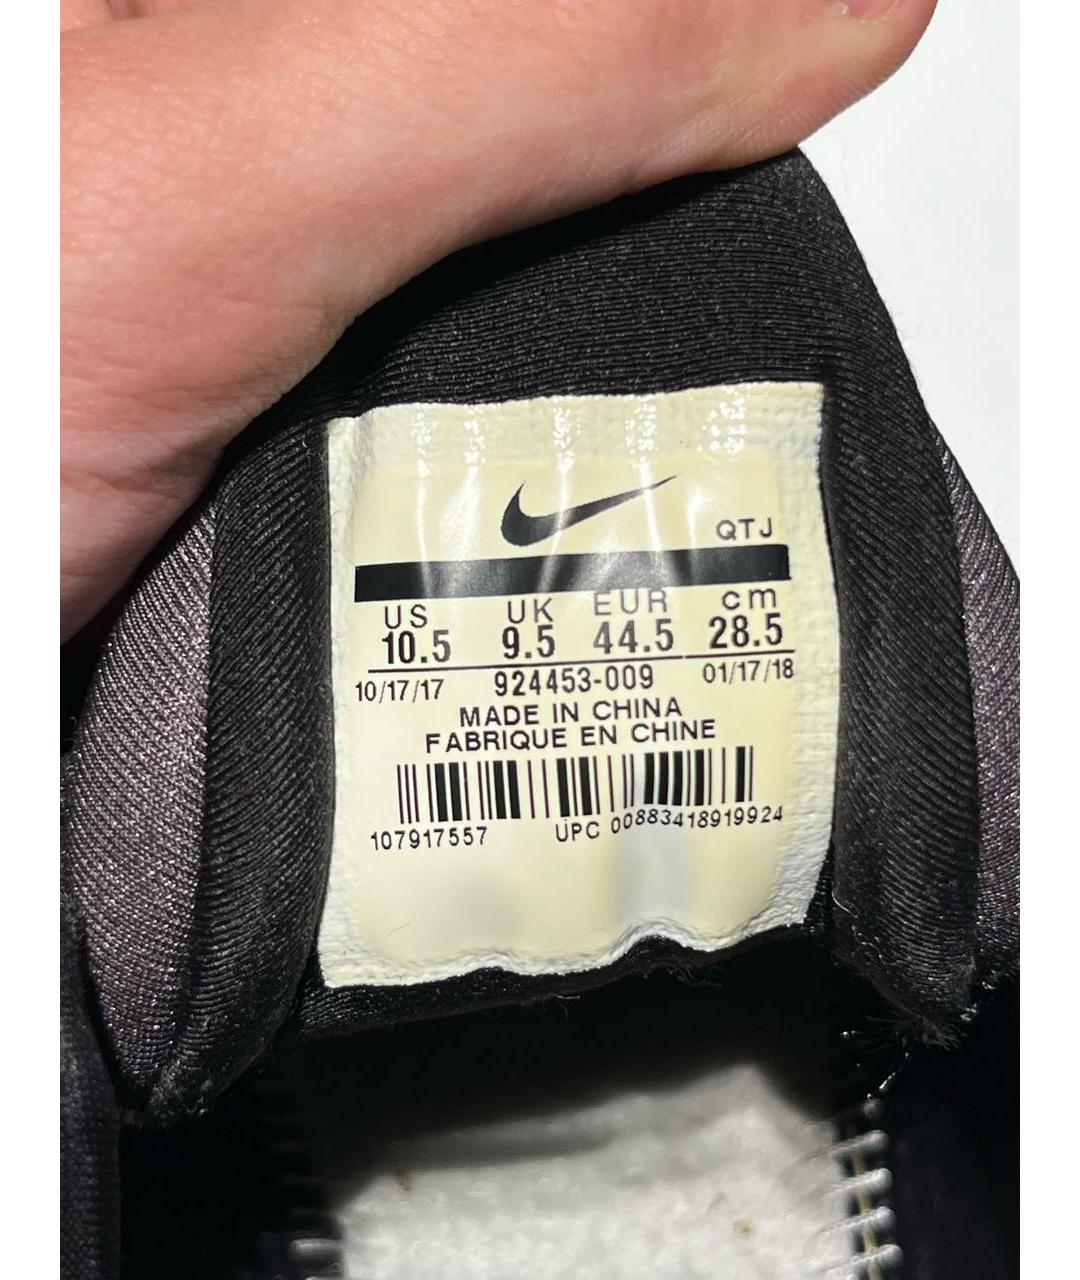 QTJ
US UK EUR cm
10.5 9.5 44.5 28.5
10/17/17 924453-009 01/17/18
MADE IN CHINA
FABRIQUE EN CHINE
107917557 UPC 00883418919924